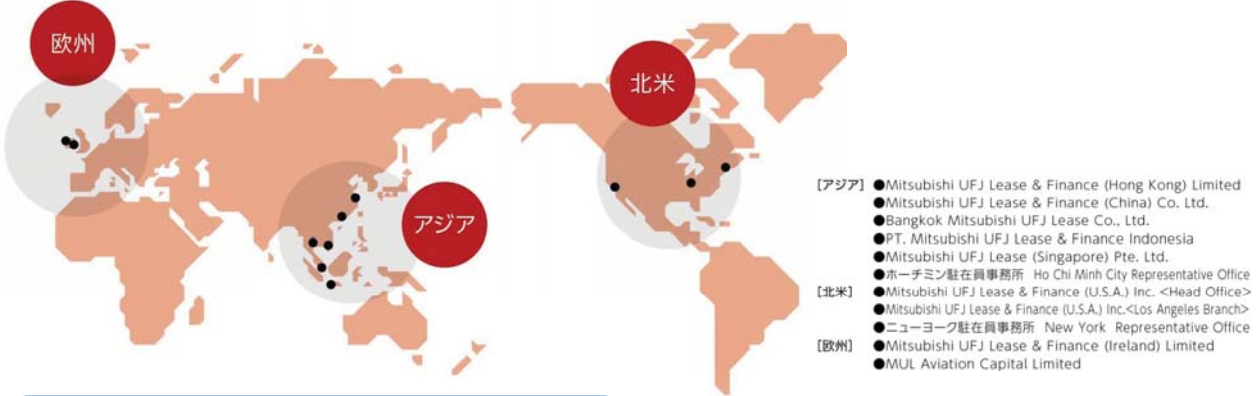 欧州
北米
アジア
[アジア] ●Mitsubishi UFJ Lease & Finance (Hong Kong) Limited
●Mitsubishi UFJ Lease & Finance (China) Co. Ltd.
●Bangkok Mitsubishi UFJ Lease Co., Ltd.
●PT. Mitsubishi UFJ Lease & Finance Indonesia
●Mitsubishi UFJ Lease (Singapore) Pte. Ltd.
●ホーチミン駐在員事務所 Ho Chi Minh City Representative Office
[北米] ●Mitsubishi UFJ Lease & Finance (U.S.A.) Inc. <Head Office>
●Mitsubishi UFJ Lease & Finance (U.S.A.) Inc.<Los Angeles Branch>
●ニューヨーク駐在員事務所 New York Representative Office
[欧州] ●Mitsubishi UFJ Lease & Finance (Ireland) Limited
●MUL Aviation Capital Limited